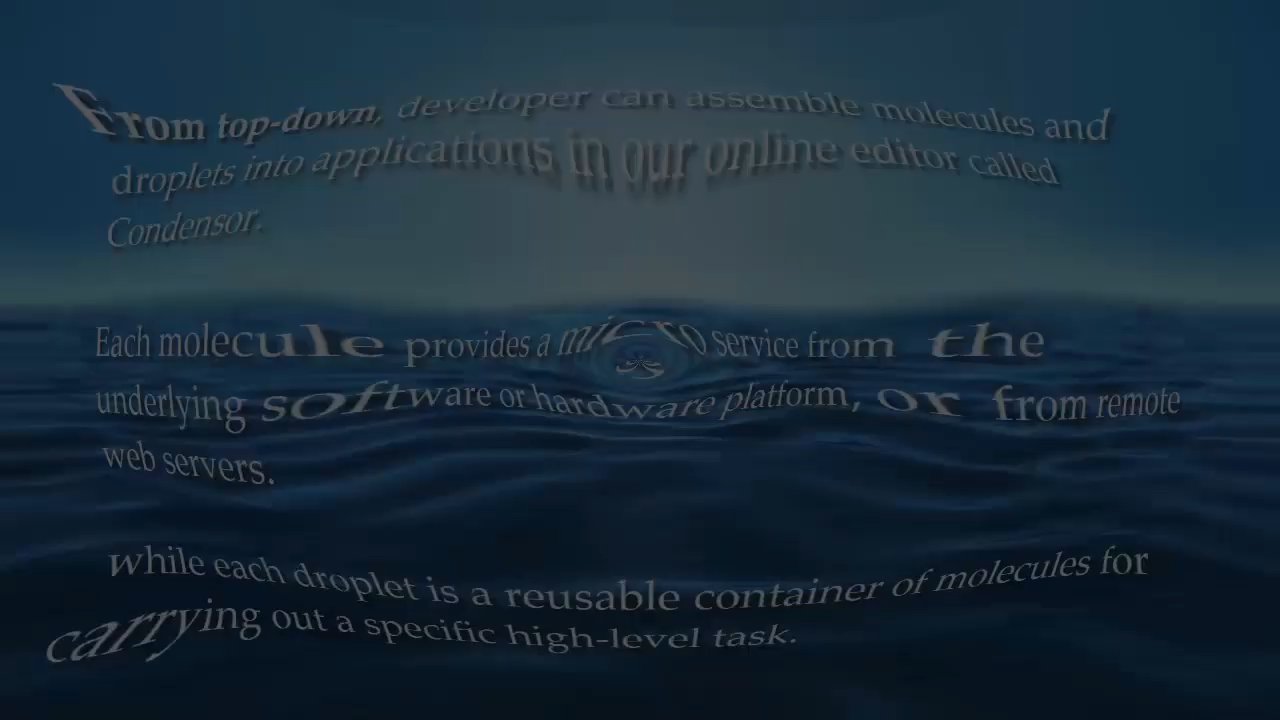 From top-down, developer can assemble molecules and
droplets into applications in our online editor called
Condensor.
Each molecule provides a micro service from the
underlying software or hardware platform, or from remote
web servers.
while each droplet is a reusable container of molecules for
carrying out a specific high-level task.